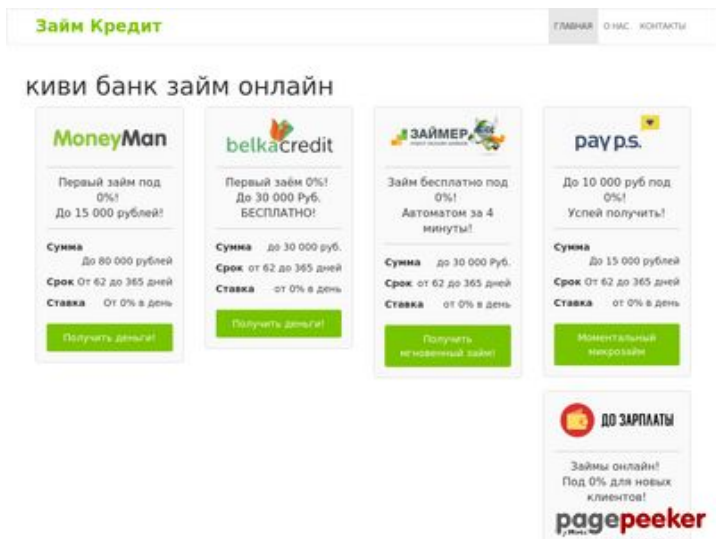 Займ Кредит
ГЛАВНАЯ О НАС. КОНТАКТЫ
киви банк займ онлайн
MoneyMan
Первый займ под
0%!
До 15 000 рублей!
Сумма
До 80 000 рублей
Срок От 62 до 365 дней
Ставка От 0% в день
Получить деньги!
belkacredit
Первый заём 0%!
До 30 000 Руб.
БЕСПЛАТНО!
Сумма до 30 000 руб.
Срок от 62 до 365 дней
Ставка от 0% в день
Получить деньги!
ЗАЙМЕР
Займ бесплатно под
0%!
Автоматом за 4
минуты!
Сумма до 30 000 Руб.
Срок от 62 до 365 дней
Ставка от 0% в день
Получить
мгновенный займ!
pay p.s.
До 10 000 руб под
0%!
Успей получить!
Сумма
До 15 000 рублей
Срок От 62 до 365 дней
Ставка от 0% в день
Моментальный
микрозайм
ДО ЗАРПЛАТЫ
Займы онлайн!
Под 0% для новых
клиентов!
pagepeeker